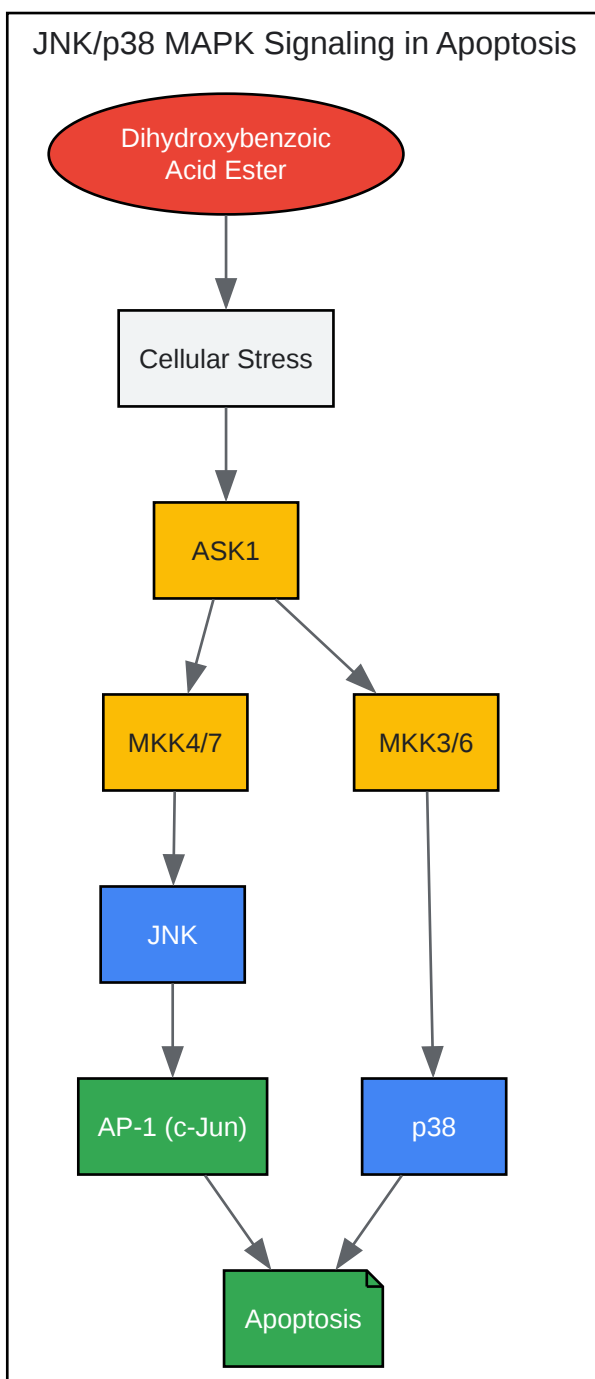 JNK/p38 MAPK Signaling in Apoptosis
Dihydroxybenzoic
Acid Ester
Cellular Stress
ASK1
MKK4/7
MKK3/6
JNK
AP-1 (c-Jun)
p38
Apoptosis